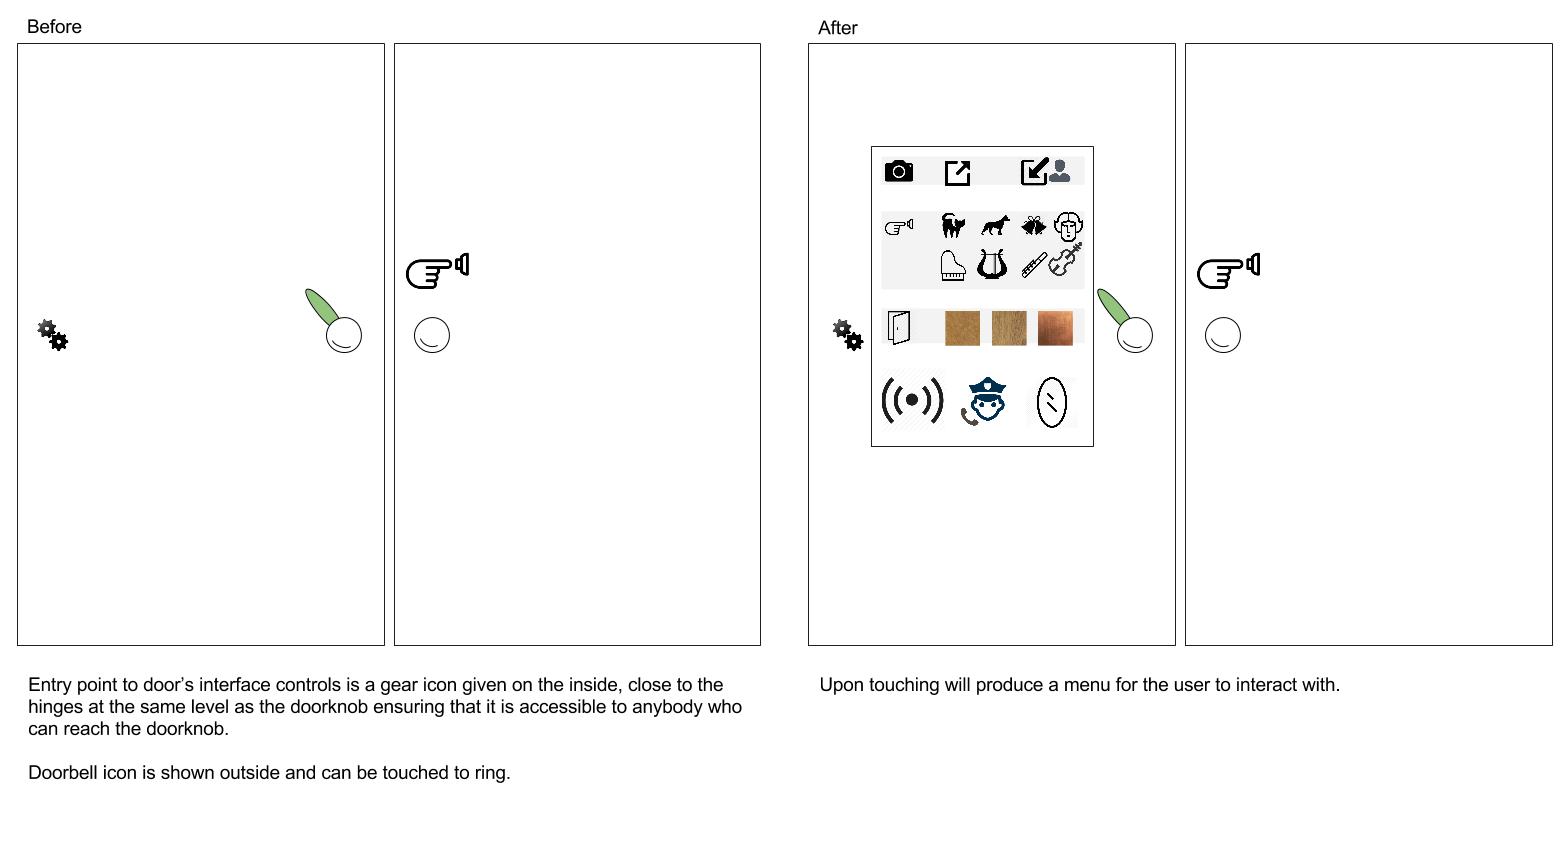 Before
After
Entry point to door’s interface controls is a gear icon given on the inside, close to the
hinges at the same level as the doorknob ensuring that it is accessible to anybody who
can reach the doorknob.
Doorbell icon is shown outside and can be touched to ring.
Upon touching will produce a menu for the user to interact with.